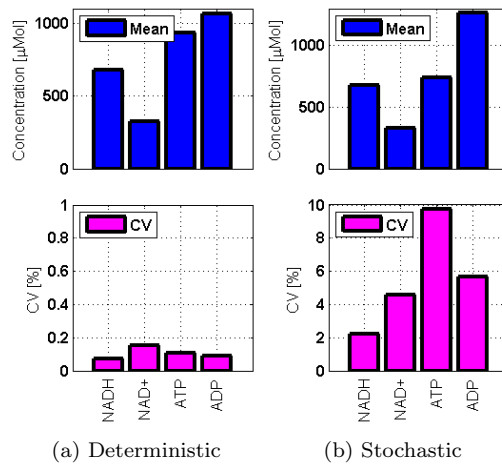 Concentration [µMol]
1000
500
0
Mean
Concentration [µMol]
1000
500
0
Mean
CV [%]
1
0.8
0.6
0.4
0.2
0
CV
NADH
NAD+
ATP
ADP
CV [%]
10
8
6
4
2
0
CV
NADH
NAD+
ATP
ADP
(a) Deterministic
(b) Stochastic